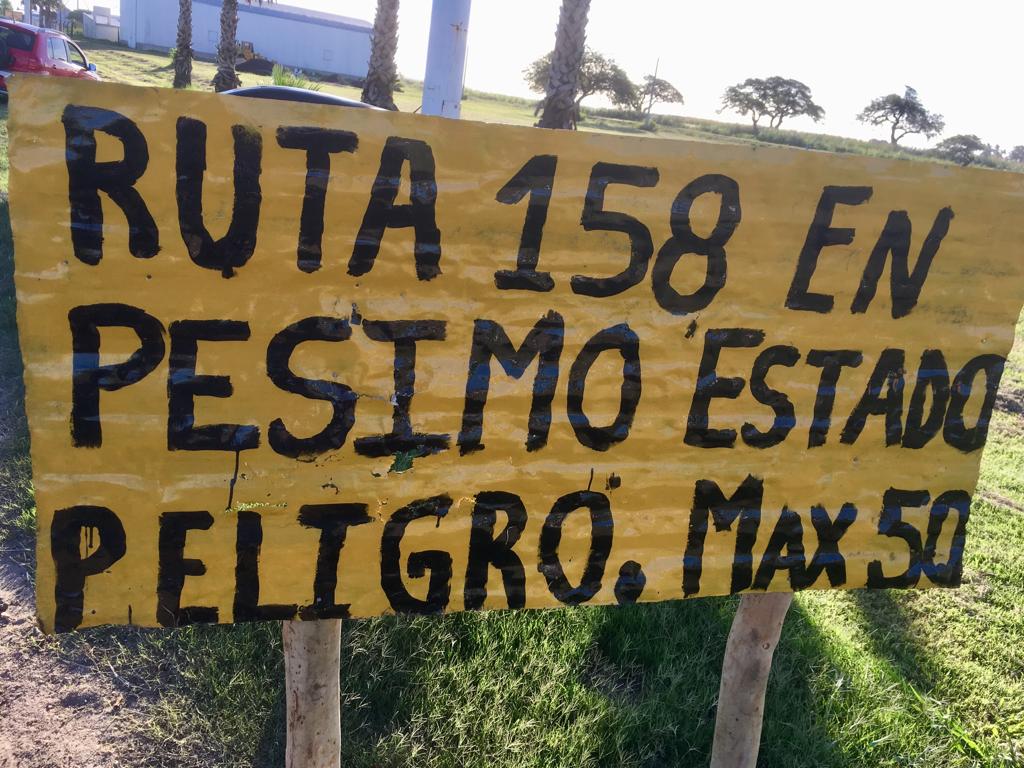 RUTA 158 EN
PESIMO ESTADO
PELIGRO. MAX 50